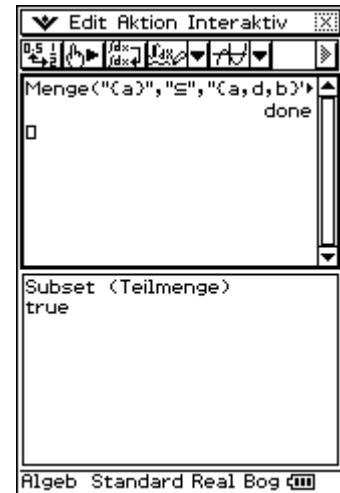 Edit Aktion Interaktiv
Menge("{a}","⊆","{a,d,b}"
done
Subset (Teilmenge)
true
Algeb Standard Real Bog